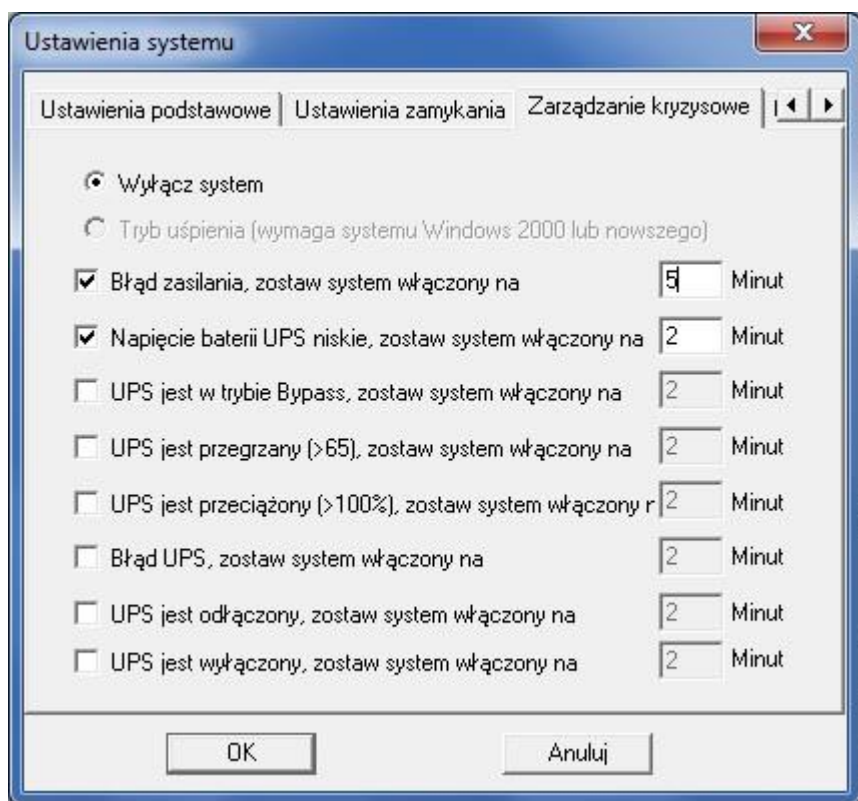 Ustawienia systemu
Ustawienia podstawowe Ustawienia zamykania Zarządzanie kryzysowe
Wyłącz system
Tryb uśpienia (wymaga systemu Windows 2000 lub nowszego)
Błąd zasilania, zostaw system włączony na 5 Minut
Napięcie baterii UPS niskie, zostaw system włączony na 2 Minut
UPS jest w trybie Bypass, zostaw system włączony na 2 Minut
UPS jest przegrzany (>65), zostaw system włączony na 2 Minut
UPS jest przeciążony (>100%), zostaw system włączony 2 Minut
Błąd UPS, zostaw system włączony na 2 Minut
UPS jest odłączony, zostaw system włączony na 2 Minut
UPS jest wyłączony, zostaw system włączony na 2 Minut
OK Anuluj